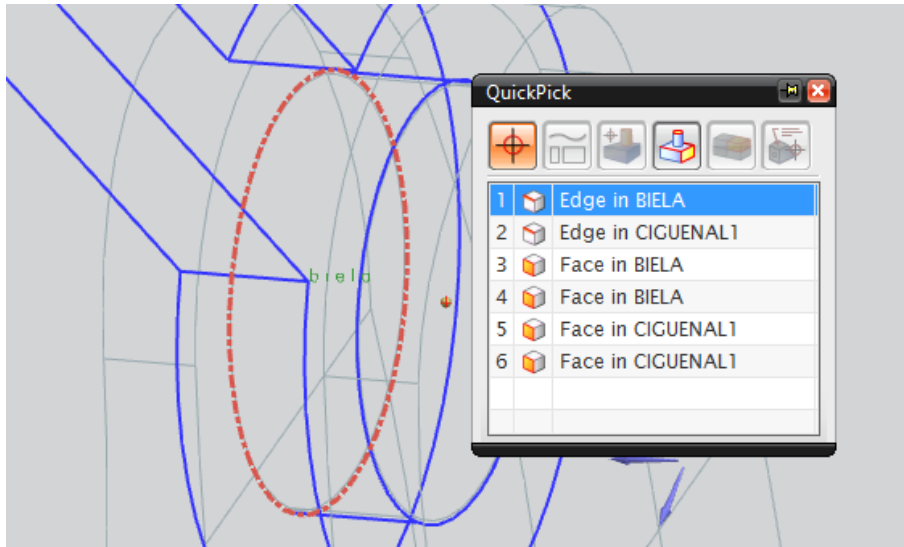 QuickPick
1 Edge in BIELA
2 Edge in CIGUENAL1
biela
3 Face in BIELA
4 Face in BIELA
5 Face in CIGUENAL1
6 Face in CIGUENAL1